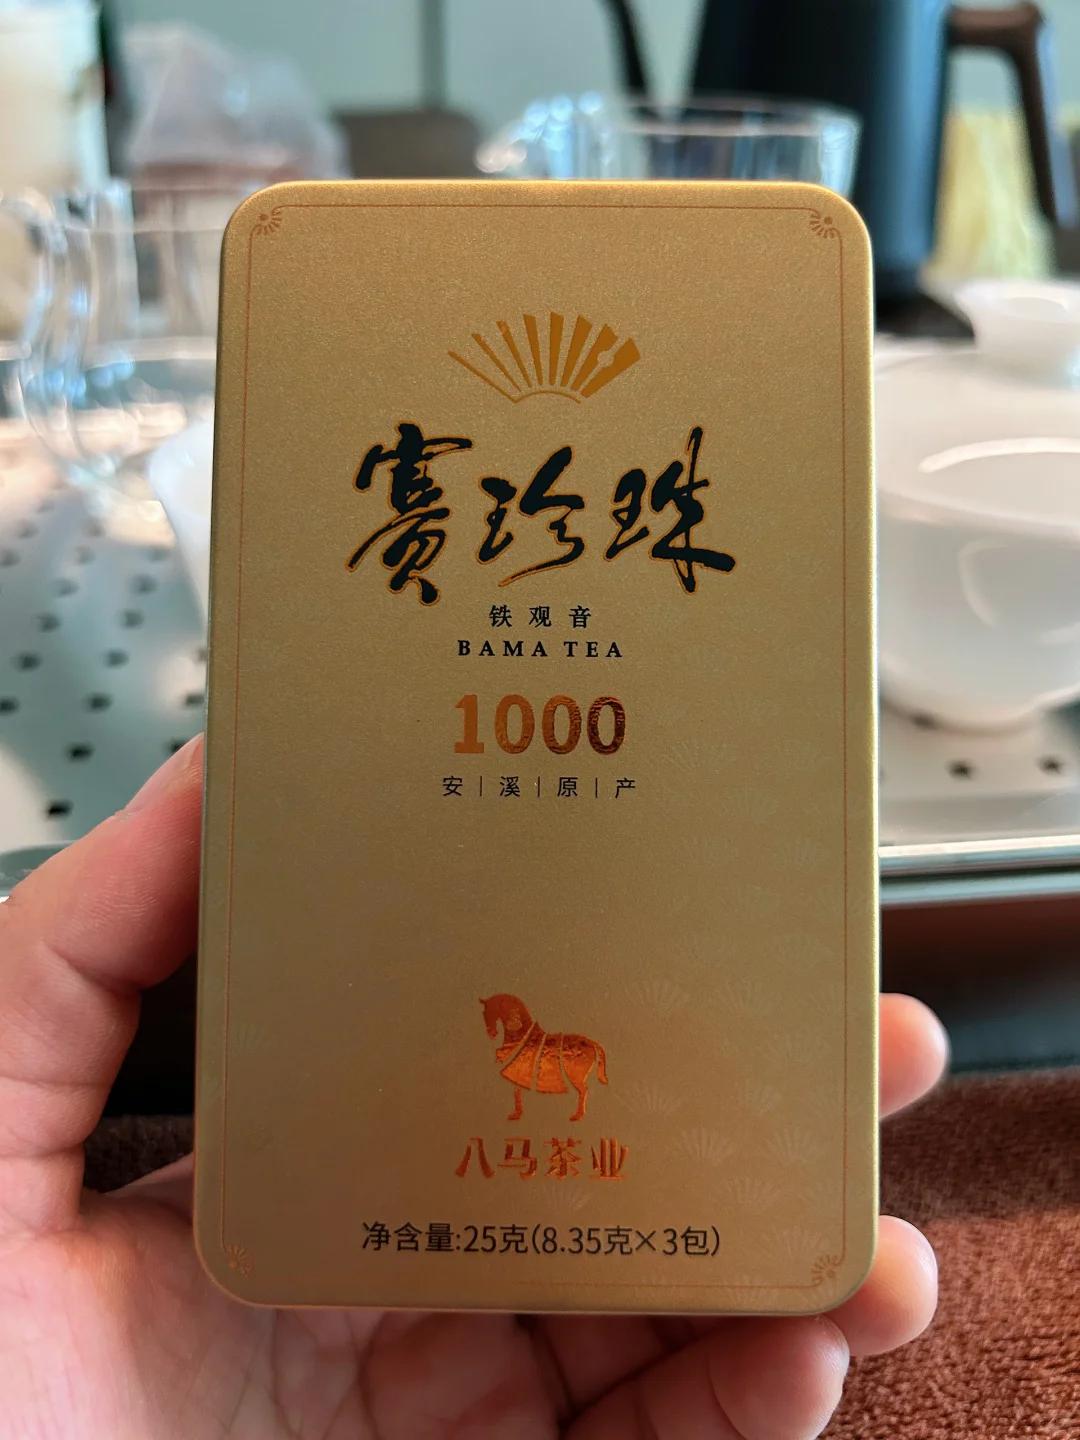 賽珍珠
铁观音
BAMA TEA
1000
安|溪|原|产
八马茶业
净含量:25克(8.35克×3包)